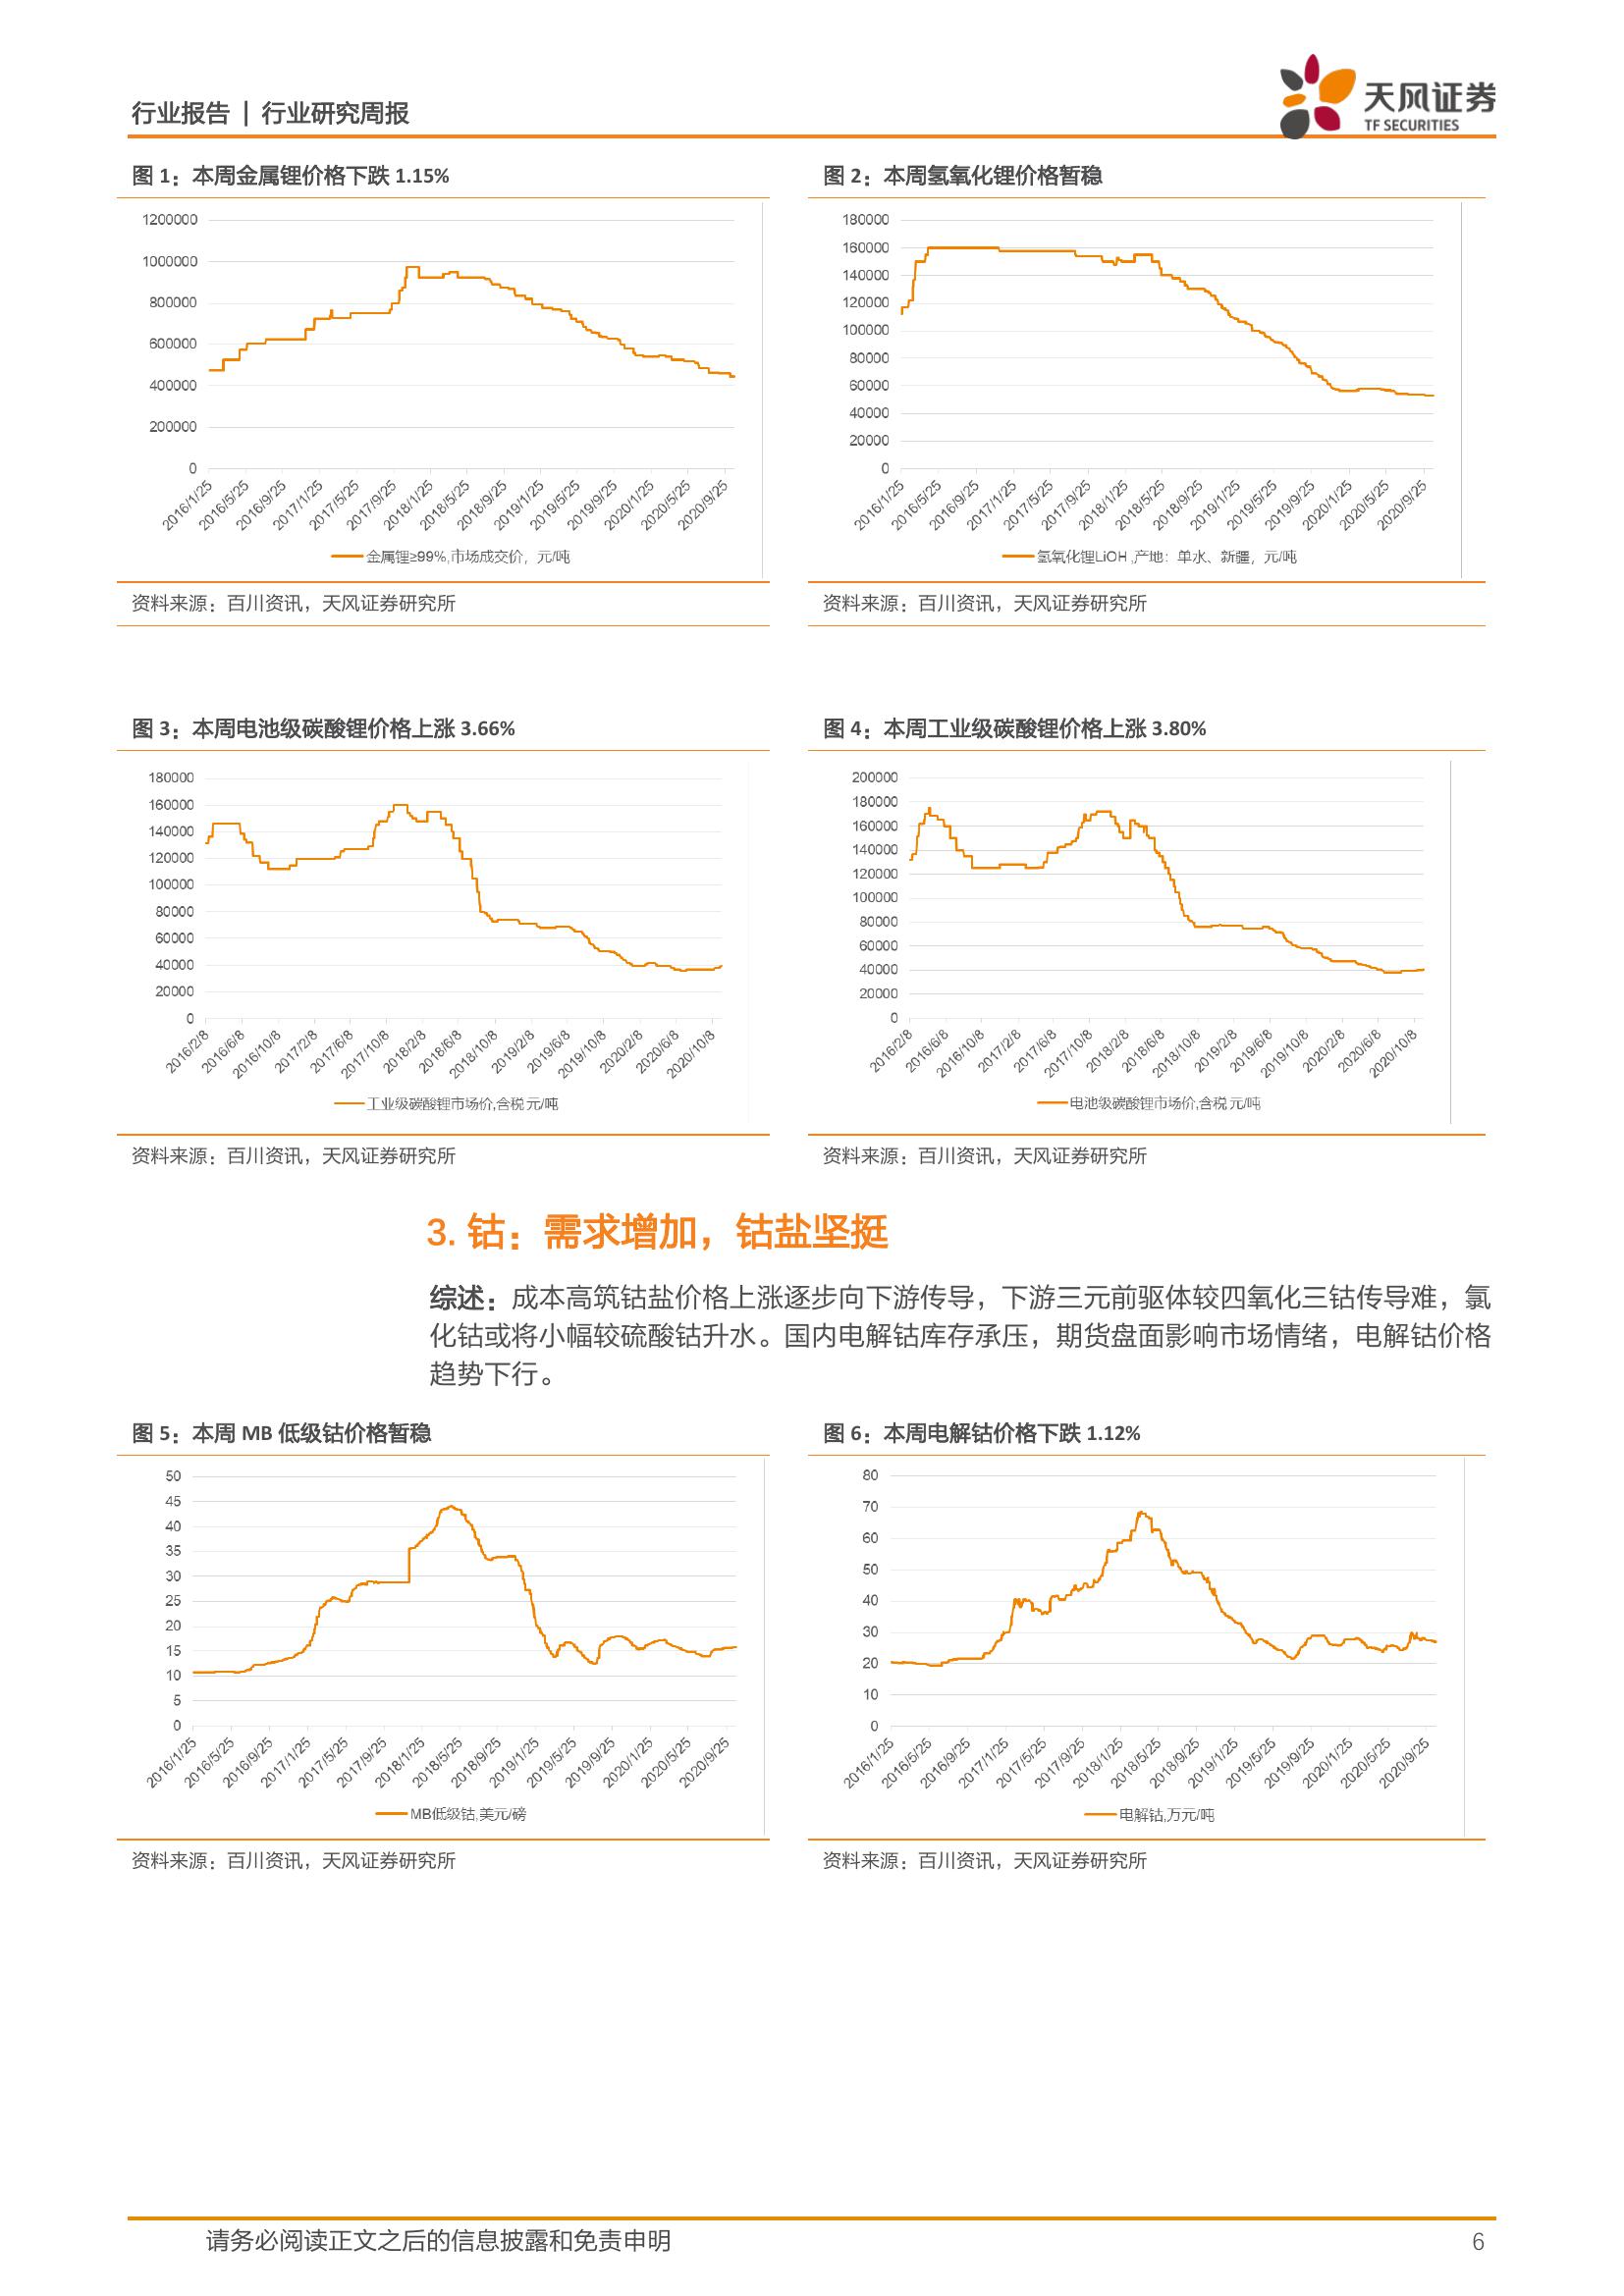 行业报告 | 行业研究周报
天风证券
TF SECURITIES
图 1：本周金属锂价格下跌 1.15%
1200000
1000000
800000
600000
400000
200000
0
2016/1/25 2016/5/25 2016/9/25 2017/1/25 2017/5/25 2017/9/25 2018/1/25 2018/5/25 2018/9/25 2019/1/25 2019/5/25 2019/9/25 2020/1/25 2020/5/25 2020/9/25
金属锂≥99%,市场成交价，元/吨
资料来源：百川资讯，天风证券研究所
图 2：本周氢氧化锂价格暂稳
180000
160000
140000
120000
100000
80000
60000
40000
20000
0
2016/1/25 2016/5/25 2016/9/25 2017/1/25 2017/5/25 2017/9/25 2018/1/25 2018/5/25 2018/9/25 2019/1/25 2019/5/25 2019/9/25 2020/1/25 2020/5/25 2020/9/25
氢氧化锂LiOH ,产地：单水、新疆，元/吨
资料来源：百川资讯，天风证券研究所
图 3：本周电池级碳酸锂价格上涨 3.66%
180000
160000
140000
120000
100000
80000
60000
40000
20000
0
2016/2/8 2016/6/8 2016/10/8 2017/2/8 2017/6/8 2017/10/8 2018/2/8 2018/6/8 2018/10/8 2019/2/8 2019/6/8 2019/10/8 2020/2/8 2020/6/8 2020/10/8
工业级碳酸锂市场价,含税 元/吨
资料来源：百川资讯，天风证券研究所
图 4：本周工业级碳酸锂价格上涨 3.80%
200000
180000
160000
140000
120000
100000
80000
60000
40000
20000
0
2016/2/8 2016/6/8 2016/10/8 2017/2/8 2017/6/8 2017/10/8 2018/2/8 2018/6/8 2018/10/8 2019/2/8 2019/6/8 2019/10/8 2020/2/8 2020/6/8 2020/10/8
电池级碳酸锂市场价,含税 元/吨
资料来源：百川资讯，天风证券研究所
3. 钴：需求增加，钴盐坚挺
综述：成本高筑钴盐价格上涨逐步向下游传导，下游三元前驱体较四氧化三钴传导难，氯
化钴或将小幅较硫酸钴升水。国内电解钴库存承压，期货盘面影响市场情绪，电解钴价格
趋势下行。
图 5：本周 MB 低级钴价格暂稳
50
45
40
35
30
25
20
15
10
5
0
2016/1/25 2016/5/25 2016/9/25 2017/1/25 2017/5/25 2017/9/25 2018/1/25 2018/5/25 2018/9/25 2019/1/25 2019/5/25 2019/9/25 2020/1/25 2020/5/25 2020/9/25
MB低级钴,美元/磅
资料来源：百川资讯，天风证券研究所
图 6：本周电解钴价格下跌 1.12%
80
70
60
50
40
30
20
10
0
2016/1/25 2016/5/25 2016/9/25 2017/1/25 2017/5/25 2017/9/25 2018/1/25 2018/5/25 2018/9/25 2019/1/25 2019/5/25 2019/9/25 2020/1/25 2020/5/25 2020/9/25
电解钴,万元/吨
资料来源：百川资讯，天风证券研究所
请务必阅读正文之后的信息披露和免责申明
6